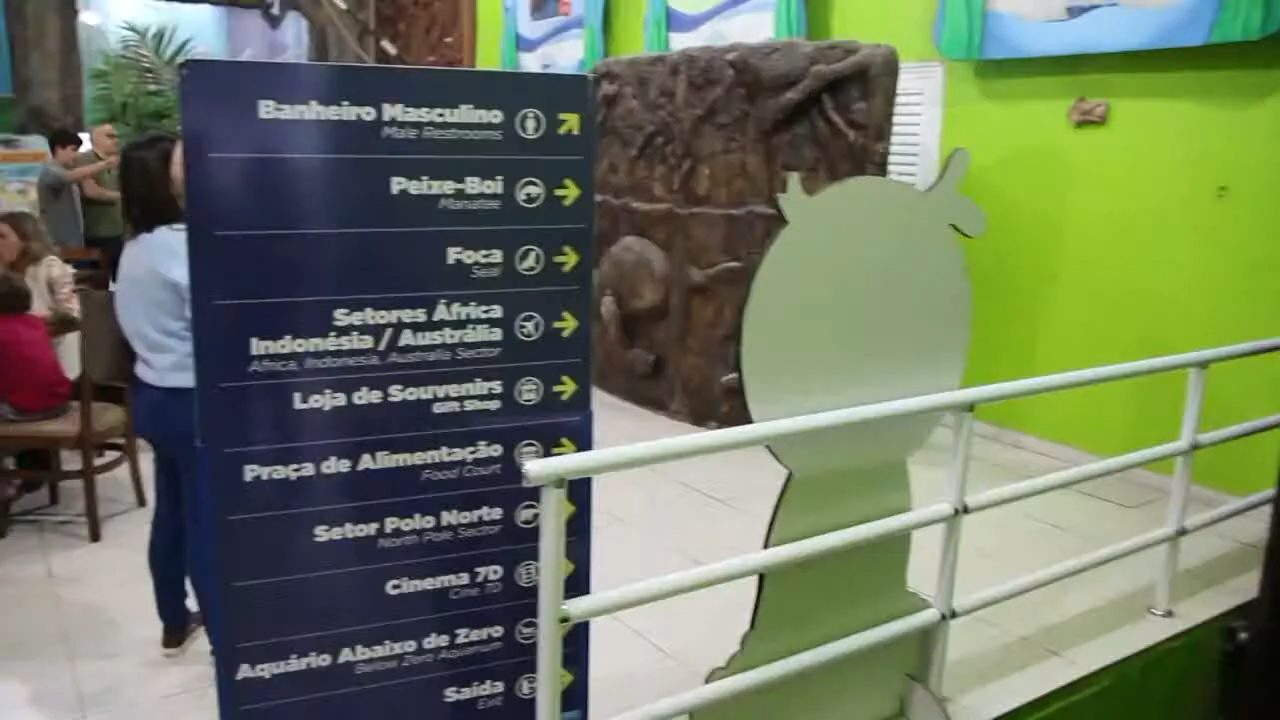 Banheiro Masculino
Male Restrooms
Peixe-Boi
Manatee
Foca
Seal
Setores África
Indonésia / Austrália
Africa, Indonesia, Australia Sector
Loja de Souvenirs
Gift Shop
Praça de Alimentação
Food Court
Setor Polo Norte
North Pole Sector
Cinema 7D
Cine 7D
Aquário Abaixo de Zero
Below Zero Aquarium
Saída
Exit